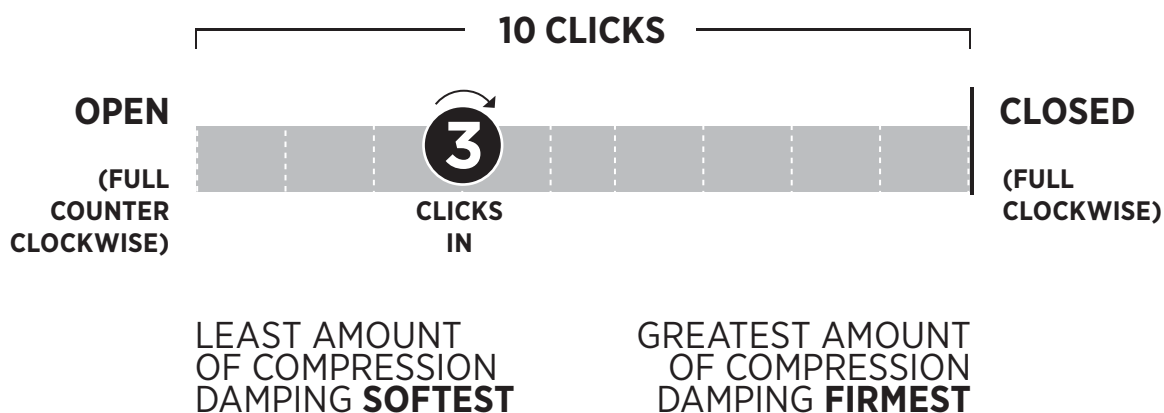 10 CLICKS
OPEN
(FULL
COUNTER
CLOCKWISE)
3
CLICKS
IN
CLOSED
(FULL
CLOCKWISE)
LEAST AMOUNT
OF COMPRESSION
DAMPING SOFTEST
GREATEST AMOUNT
OF COMPRESSION
DAMPING FIRMEST